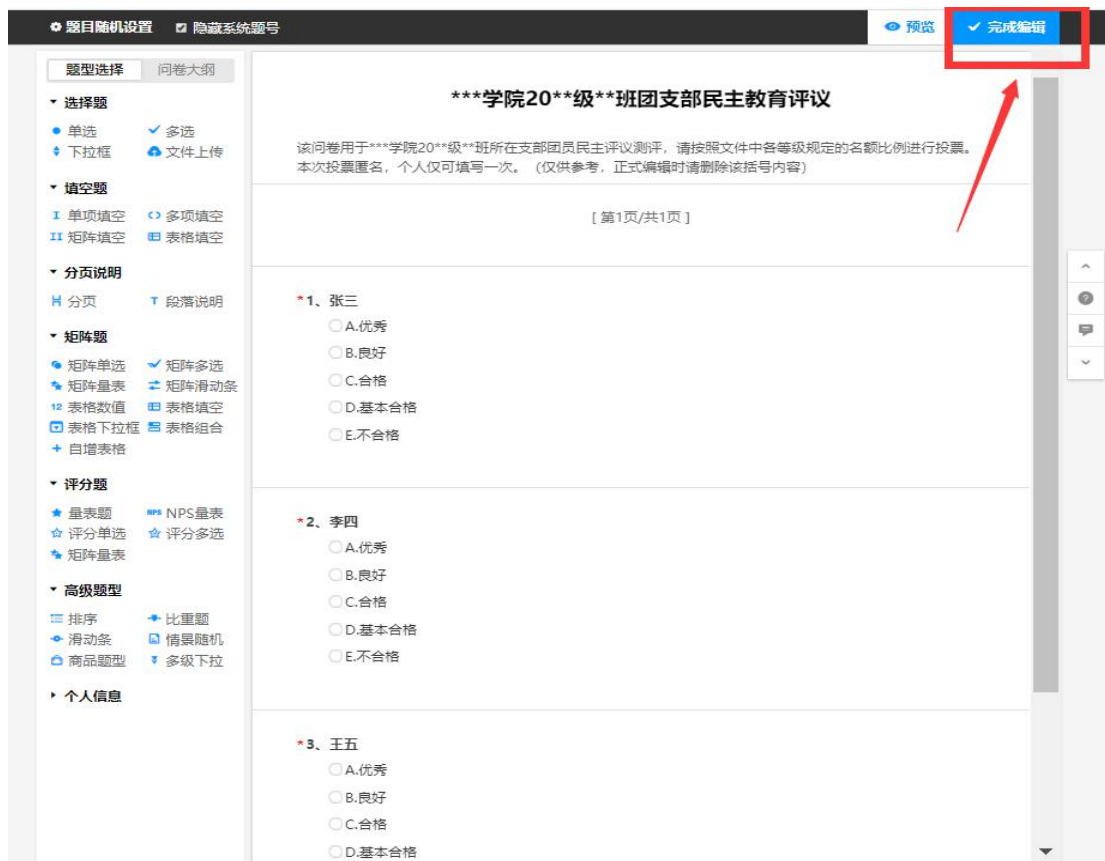 题目随机设置 隐藏系统题号 预览 完成编辑
题型选择 问卷大纲
选择题
单选 多选
下拉框 文件上传
填空题
单项填空 多项填空
矩阵填空 表格填空
分页说明
分页 段落说明
矩阵题
矩阵单选 矩阵多选
矩阵量表 矩阵滑动条
12 表格数值 表格填空
表格下拉框 表格组合
自增表格
评分题
量表题 NPS NPS量表
评分单选 评分多选
矩阵量表
高级题型
排序 比重题
滑动条 情景随机
商品题型 多级下拉
个人信息
***学院20**级**班团支部民主教育评议
该问卷用于***学院20**级**班所在支部团员民主评议测评，请按照文件中各等级规定的名额比例进行投票。
本次投票匿名，个人仅可填写一次。（仅供参考，正式编辑时请删除该括号内容）
[ 第1页/共1页 ]
*1、张三
A.优秀
B.良好
C.合格
D.基本合格
E.不合格
*2、李四
A.优秀
B.良好
C.合格
D.基本合格
E.不合格
*3、王五
A.优秀
B.良好
C.合格
D.基本合格